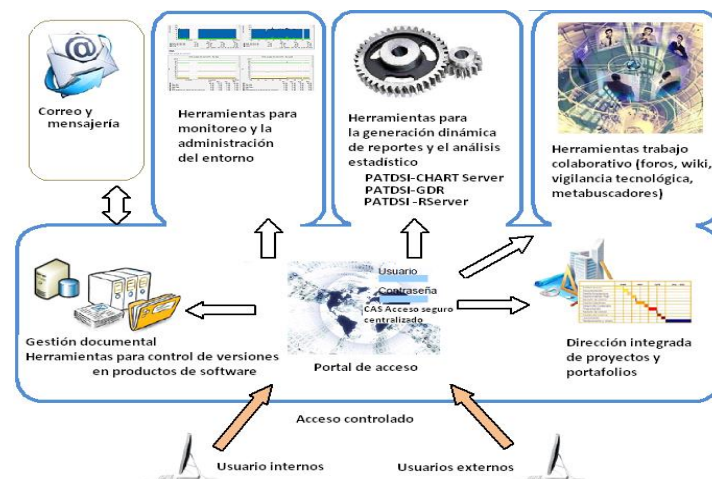 Correo y
mensajería
Herramientas para
monitoreo y la
administración
del entorno
Herramientas para
la generación dinámica
de reportes y el análisis
estadístico
PATDSI-CHART Server
PATDSI-GDR
PATDSI -RServer
Herramientas trabajo
colaborativo (foros, wiki,
vigilancia tecnológica,
metabuscadores)
Usuario
Contraseña
CAS Acceso seguro
centralizado
Portal de acceso
Gestión documental
Herramientas para control de versiones
en productos de software
Dirección integrada
de proyectos y
portafolios
Acceso controlado
Usuario internos
Usuarios externos